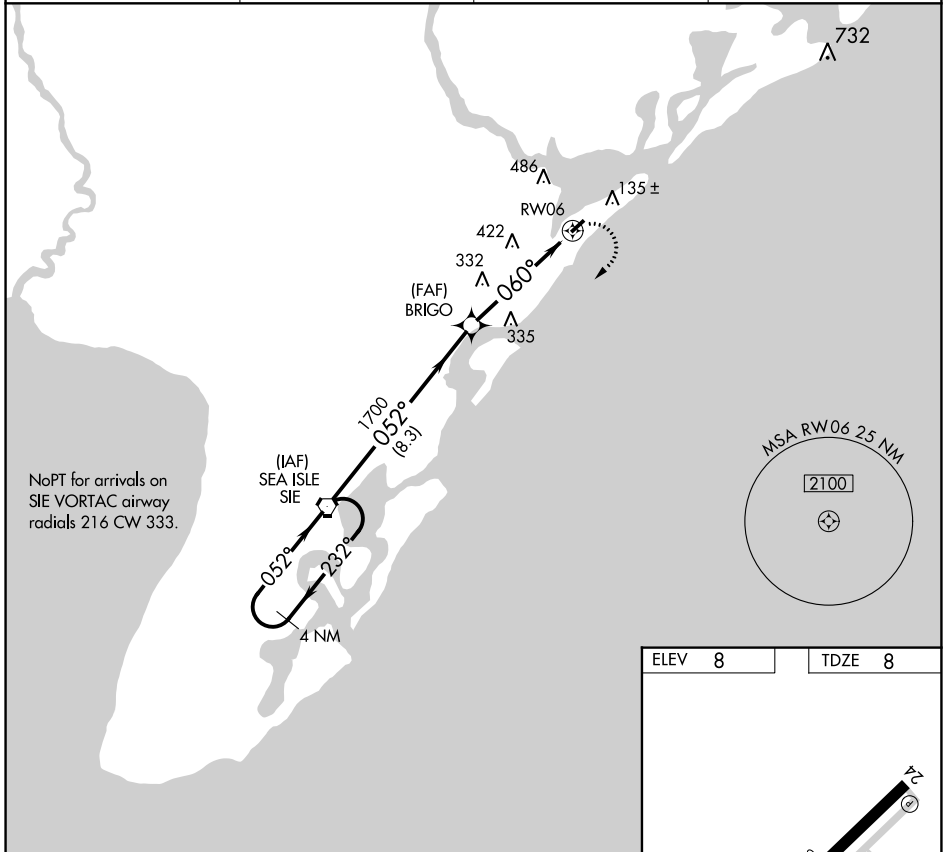 732
486
135 ±
RW06
422
332
060°
(FAF)
BRIGO
335
1700
052°
(8.3)
(IAF)
SEA ISLE
SIE
MSA RW06 25 NM
2100
NoPT for arrivals on
SIE VORTAC airway
radials 216 CW 333.
052°
232°
4 NM
ELEV 8
TDZE 8
24
P